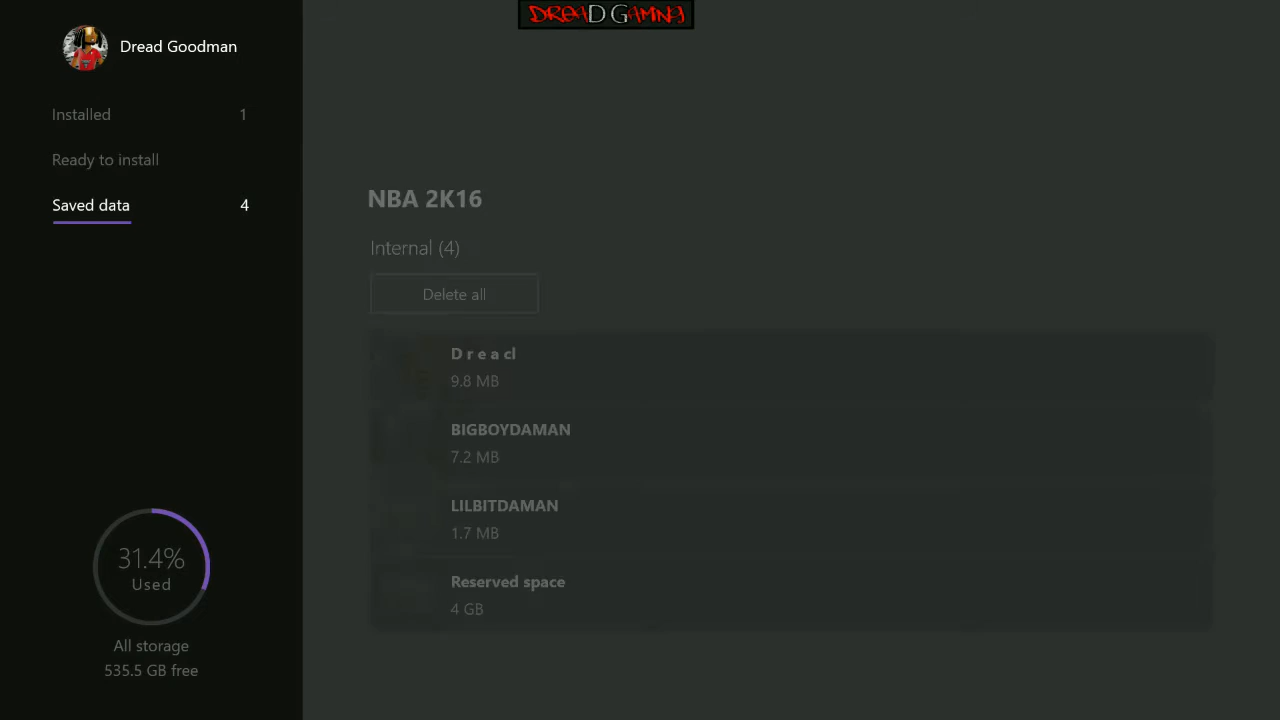 DREAD GAMING
Dread Goodman
Installed 1
Ready to install
Saved data 4
NBA 2K16
Internal (4)
Delete all
D r e a cl
9.8 MB
BIGBOYDAMAN
7.2 MB
LILBITDAMAN
1.7 MB
Reserved space
4 GB
31.4%
Used
All storage
535.5 GB free